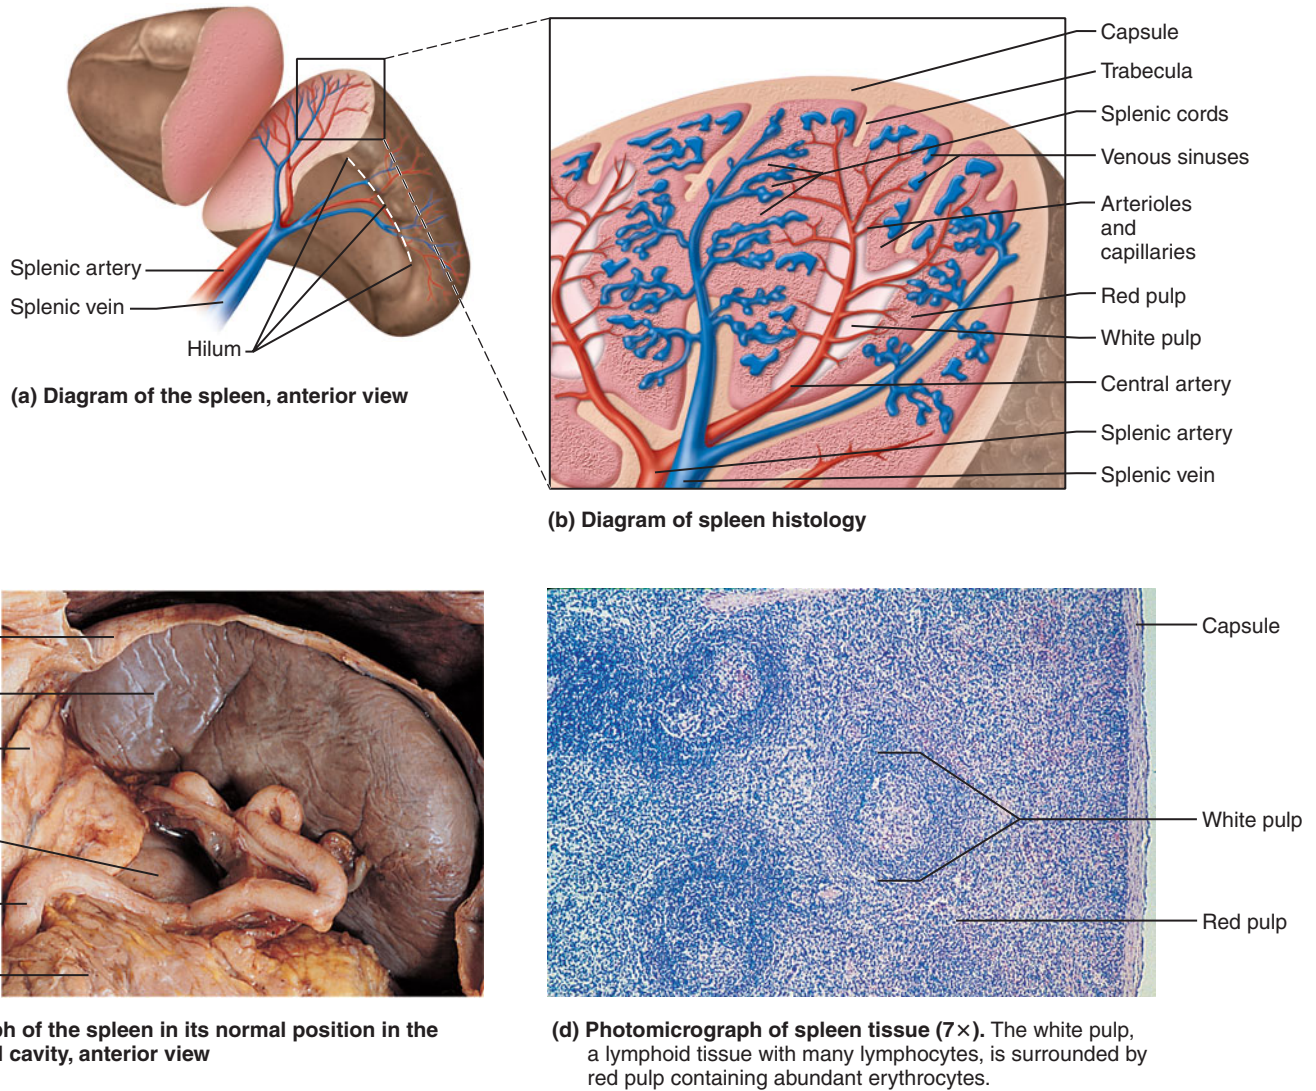 Splenic artery
Splenic vein
Hilum
(a) Diagram of the spleen, anterior view
Capsule
Trabecula
Splenic cords
Venous sinuses
Arterioles
and
capillaries
Red pulp
White pulp
Central artery
Splenic artery
Splenic vein
(b) Diagram of spleen histology
ph of the spleen in its normal position in the
l cavity, anterior view
Capsule
White pulp
Red pulp
(d) Photomicrograph of spleen tissue (7×). The white pulp,
a lymphoid tissue with many lymphocytes, is surrounded by
red pulp containing abundant erythrocytes.